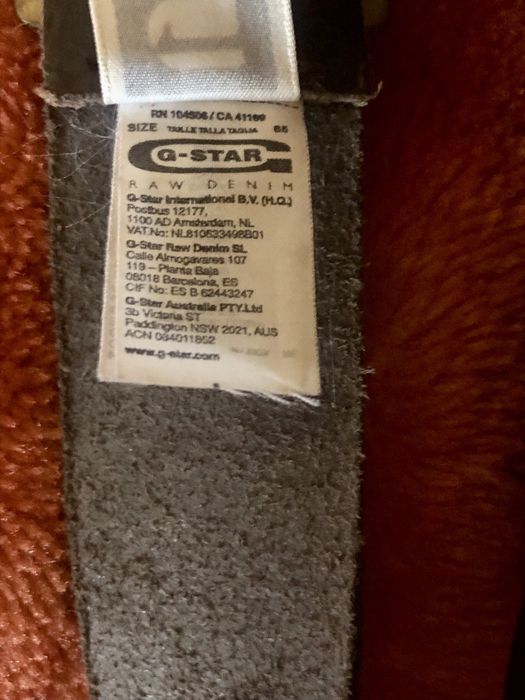 RN 104506 / CA 41169
SIZE TAILLE TALLA TAGLIA 85
G-STAR
RAW DENIM
G-Star International B.V. (H.Q.)
Postbus 12177,
1100 AD Amsterdam, NL
VAT.No: NL810633498B01
G-Star Raw Denim SL
Calle Almogavares 107
119 – Planta Baja
08018 Barcelona, ES
CIF No: ES B 62443247
G-Star Australia PTY.Ltd
3b Victoria ST
Paddington NSW 2021, AUS
ACN 084011852
www.g-star.com